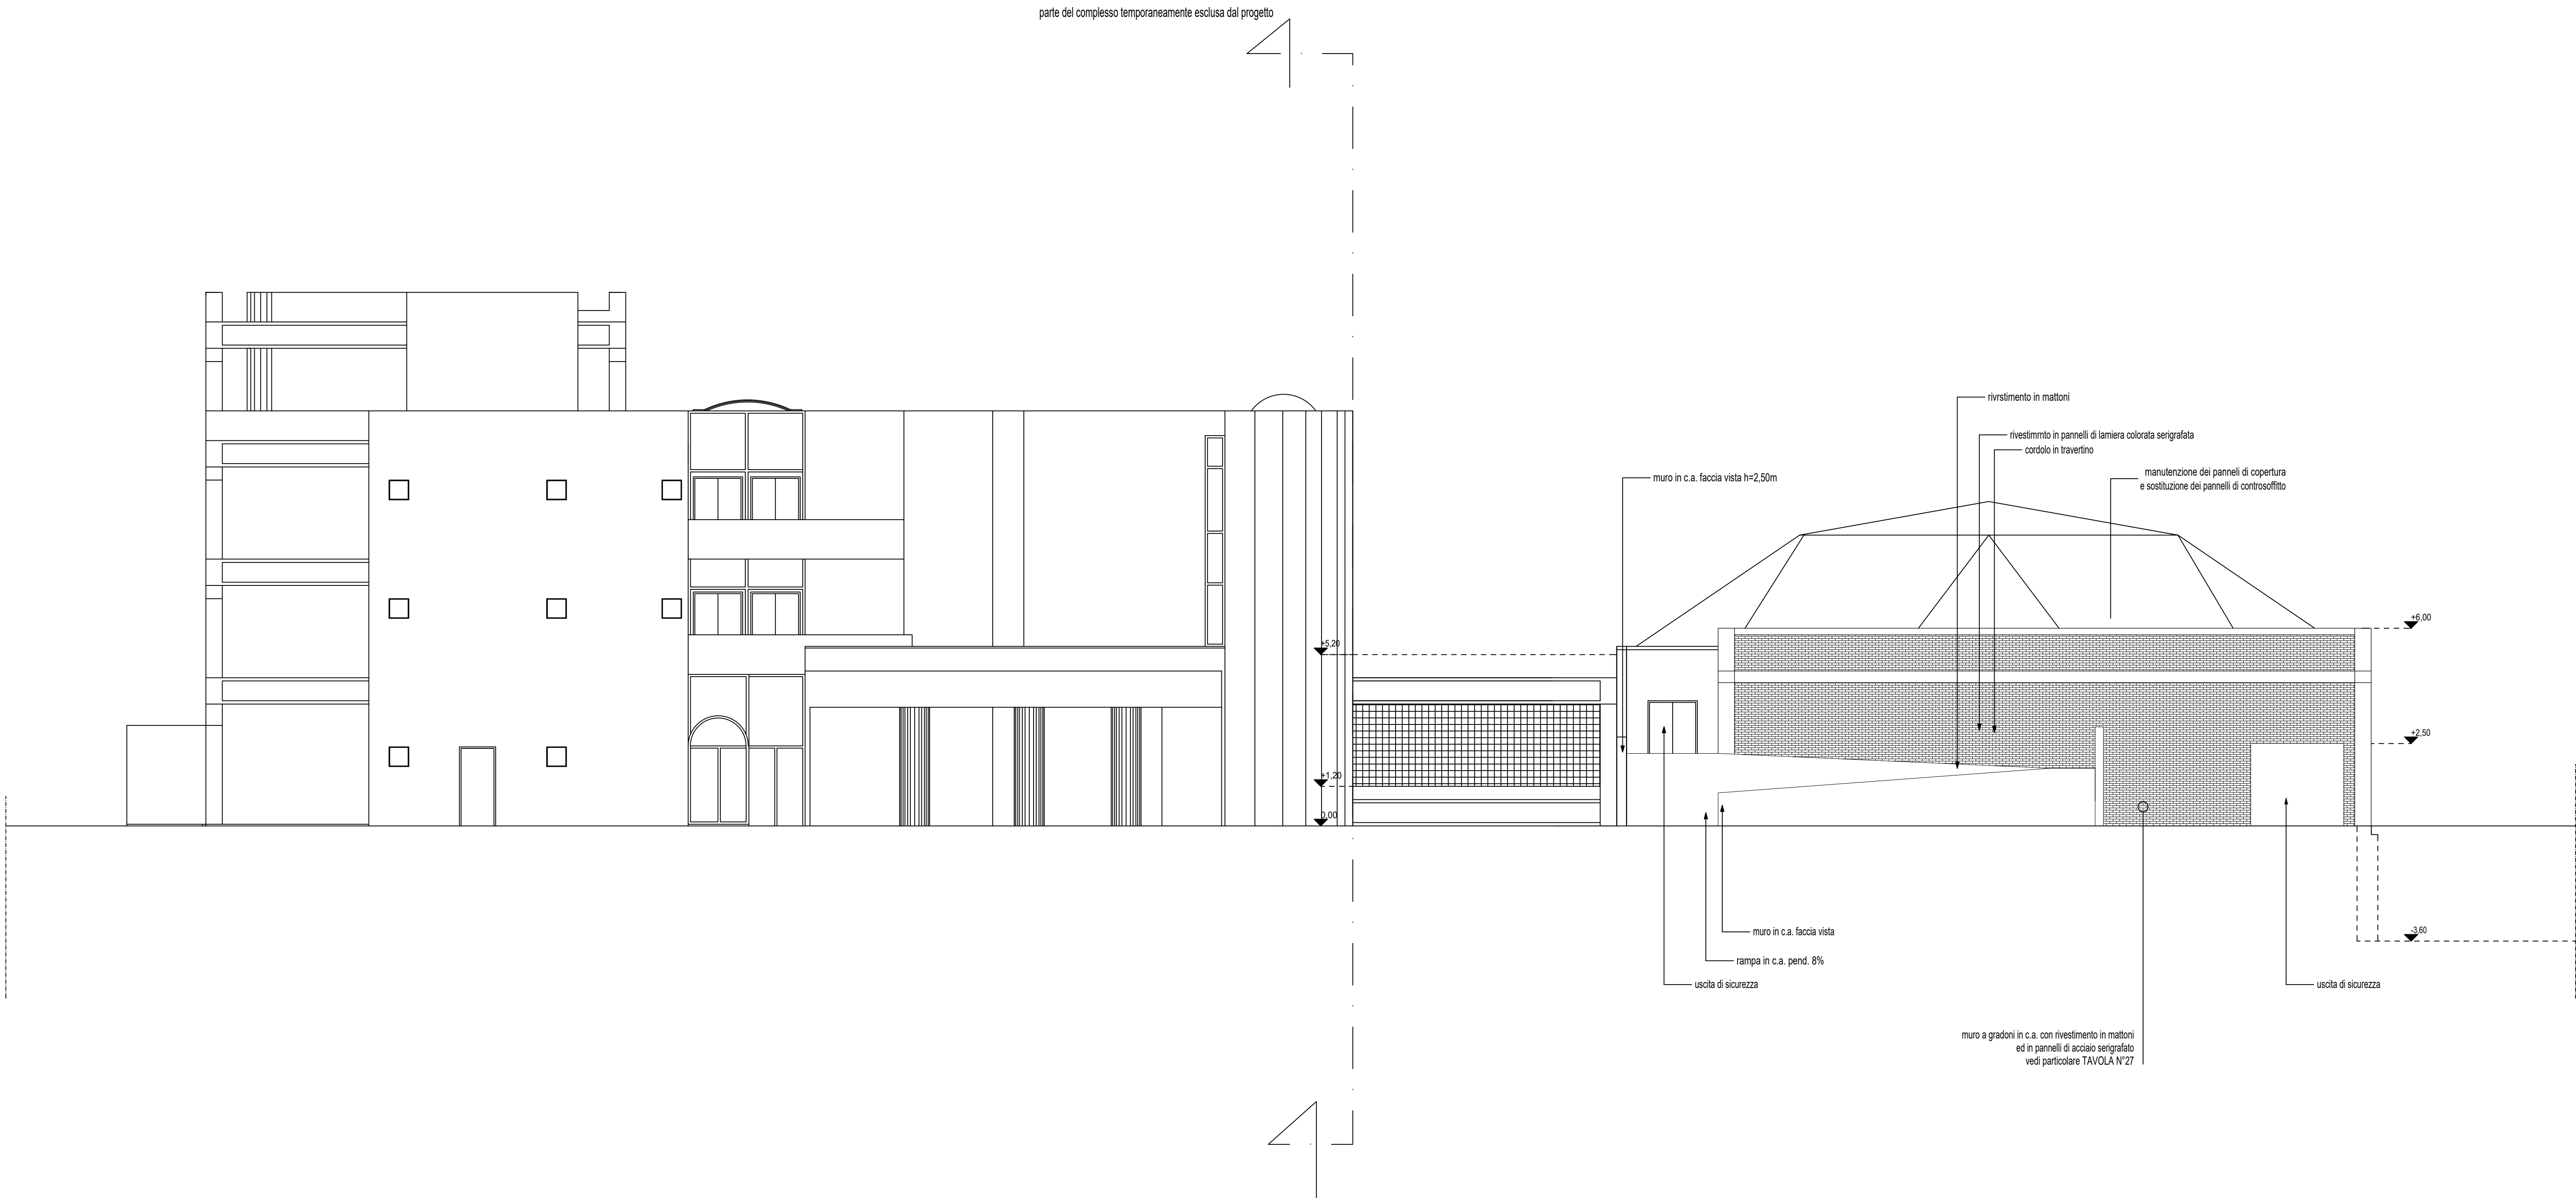 parte del complesso temporaneamente esclusa dal progetto
rivrstimento in mattoni
rivestimrnto in pannelli di lamiera colorata serigrafata
cordolo in travertino
manutenzione dei panneli di copertura
e sostituzione dei pannelli di controsoffitto
muro in c.a. faccia vista h=2,50m
+6,00
+5,20
+2,50
+1,20
0,00
muro in c.a. faccia vista
-3.60
rampa in c.a. pend. 8%
uscita di sicurezza
uscita di sicurezza
muro a gradoni in c.a. con rivestimento in mattoni
ed in pannelli di acciaio serigrafato
vedi particolare TAVOLA N°27